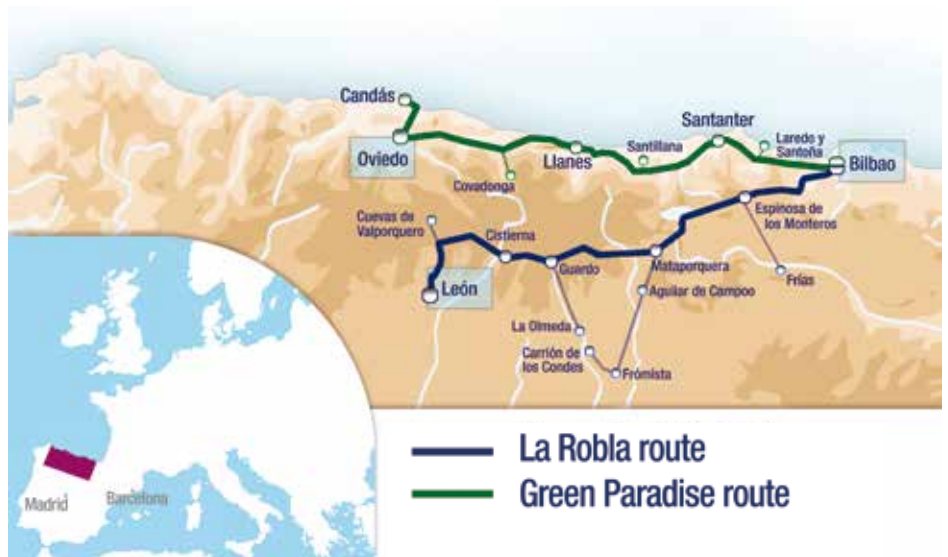 Candás
Oviedo
Covadonga
Llanes
Santillana
Santanter
Laredo y
Santoña
Bilbao
Cuevas de
Valporquero
León
Cistierna
Guardo
Mataporquera
Espinosa de
los Monteros
Frías
Aguilar de Campoo
La Olmeda
Carrión de
los Condes
Frómista
Madrid
Barcelona
La Robla route
Green Paradise route